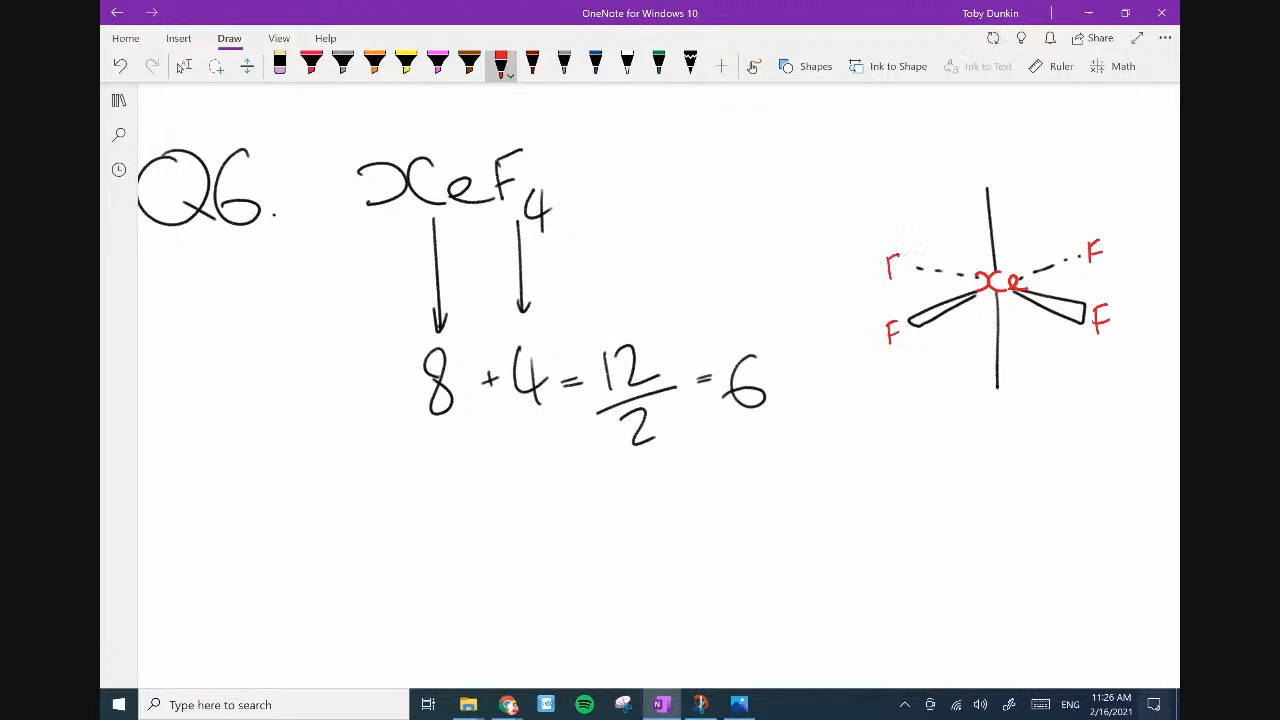 OneNote for Windows 10
Toby Dunkin
Home Insert Draw View Help
Share
Shapes Ink to Shape Ink to Text Ruler Math
Q6. XeF4
8 + 4 = 12/2 = 6
F
Xe
F F
Type here to search
ENG
11:26 AM
2/16/2021